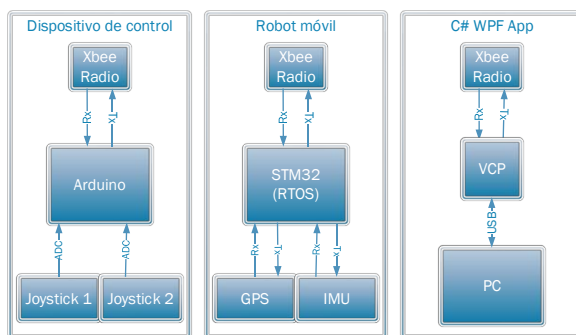 Dispositivo de control
Xbee
Radio
Rx
Tx
Arduino
ADC
ADC
Joystick 1
Joystick 2
Robot móvil
Xbee
Radio
Rx
Tx
STM32
(RTOS)
Rx
Tx
Rx
Tx
GPS
IMU
C# WPF App
Xbee
Radio
Rx
Tx
VCP
USB
PC